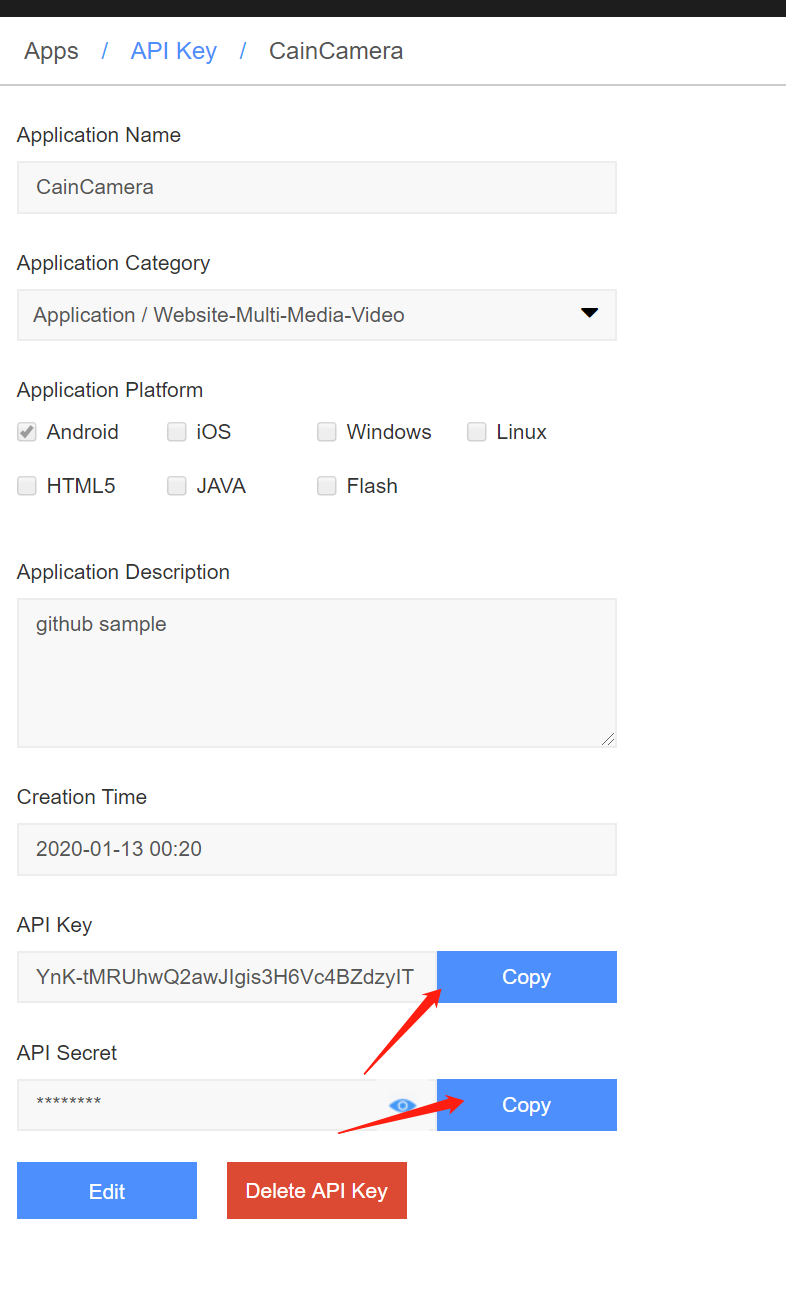 Apps / API Key / CainCamera
Application Name
CainCamera
Application Category
Application / Website-Multi-Media-Video
Application Platform
Android iOS Windows Linux
HTML5 JAVA Flash
Application Description
github sample
Creation Time
2020-01-13 00:20
API Key
YnK-tMRUhwQ2awJIgis3H6Vc4BZdzyIT Copy
API Secret
******** Copy
Edit Delete API Key